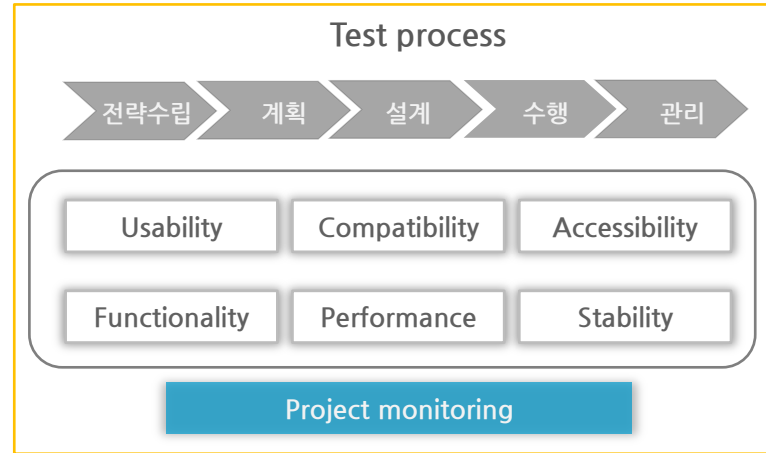 Test process
전략수립 계획 설계 수행 관리
Usability Compatibility Accessibility
Functionality Performance Stability
Project monitoring